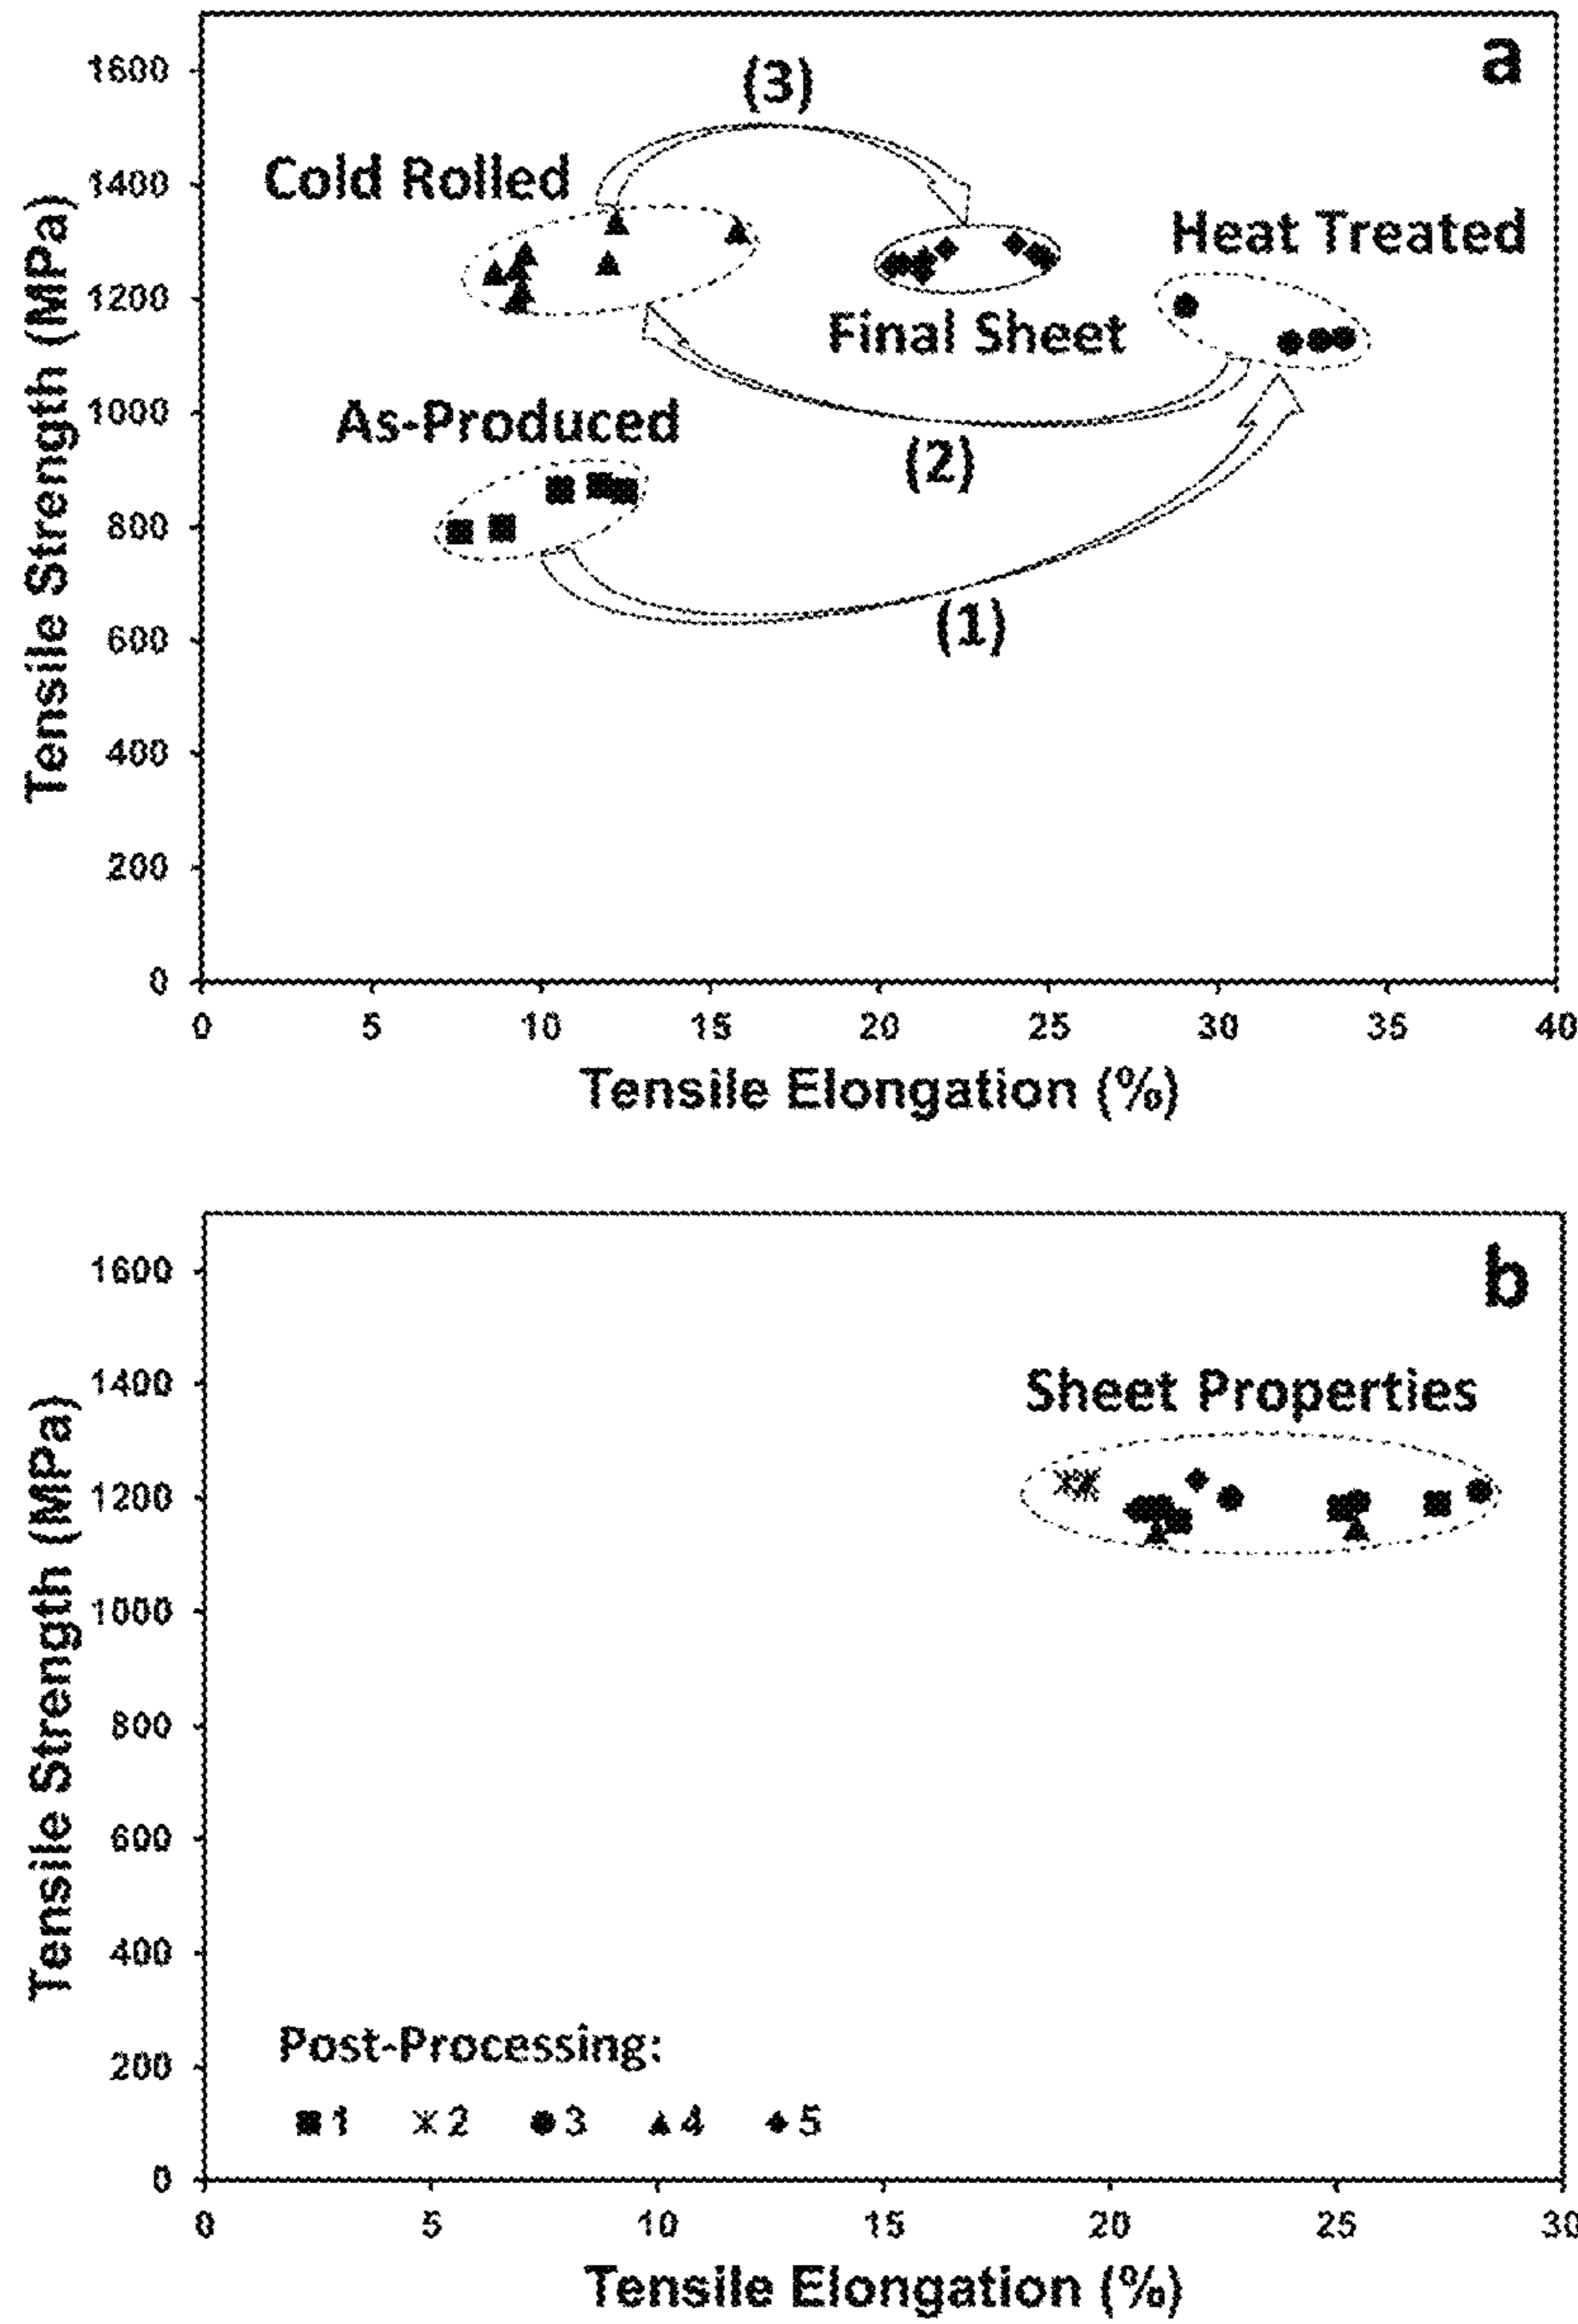 a
1600
(3)
Cold Rolled
1400
Heat Treated
1200
Final Sheet
As-Produced
1000
(2)
800
(1)
600
400
200
0
0 5 10 15 20 25 30 35 40
Tensile Strength (MPa)
Tensile Elongation (%)
b
1600
1400
Sheet Properties
1200
1000
800
600
400
Post-Processing:
200
1 2 3 4 5
0
0 5 10 15 20 25 30
Tensile Strength (MPa)
Tensile Elongation (%)